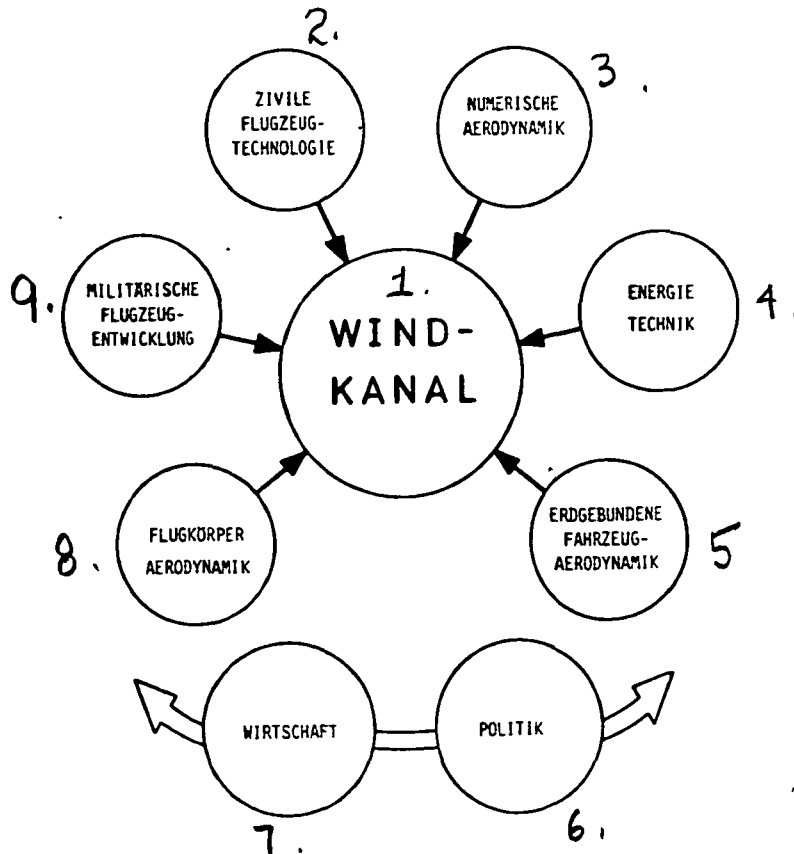 2.
ZIVILE
FLUGZEUG-
TECHNOLOGIE
3.
NUMERISCHE
AERODYNAMIK
9.
MILITÄRISCHE
FLUGZEUG-
ENTWICKLUNG
1.
WIND-
KANAL
ENERGIE
TECHNIK
4.
8.
FLUGKÖRPER
AERODYNAMIK
ERDGEBUNDENE
FAHRZEUG-
AERODYNAMIK
5
WIRTSCHAFT
7.
POLITIK
6.